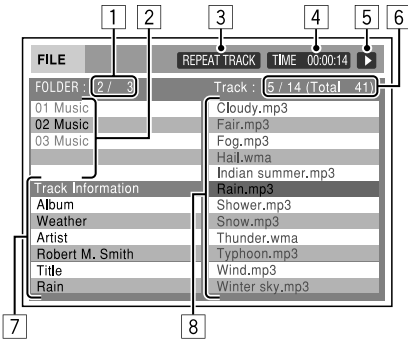 1 2 3 4 5 6
FILE REPEAT TRACK TIME 00:00:14
FOLDER : 2 / 3 Track : 5 / 14 (Total 41)
01 Music
02 Music
03 Music
Track Information
Album
Weather
Artist
Robert M. Smith
Title
Rain
Cloudy.mp3
Fair.mp3
Fog.mp3
Hail.wma
Indian summer.mp3
Rain.mp3
Shower.mp3
Snow.mp3
Thunder.wma
Typhoon.mp3
Wind.mp3
Winter sky.mp3
7 8